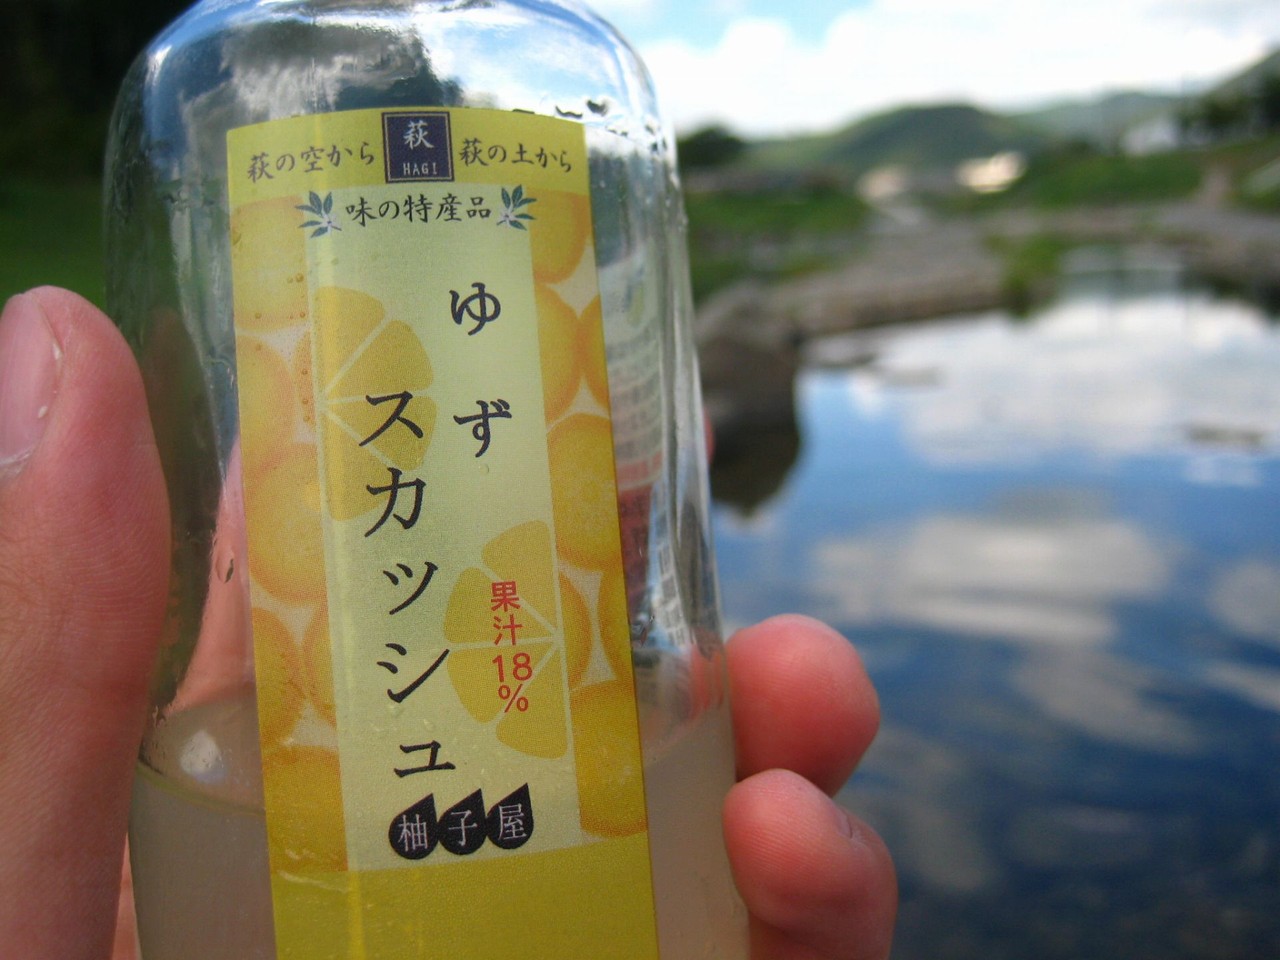 萩の空から
萩
HAGI
萩の土から
味の特産品
ゆず
スカッシュ
果汁18%
柚子屋